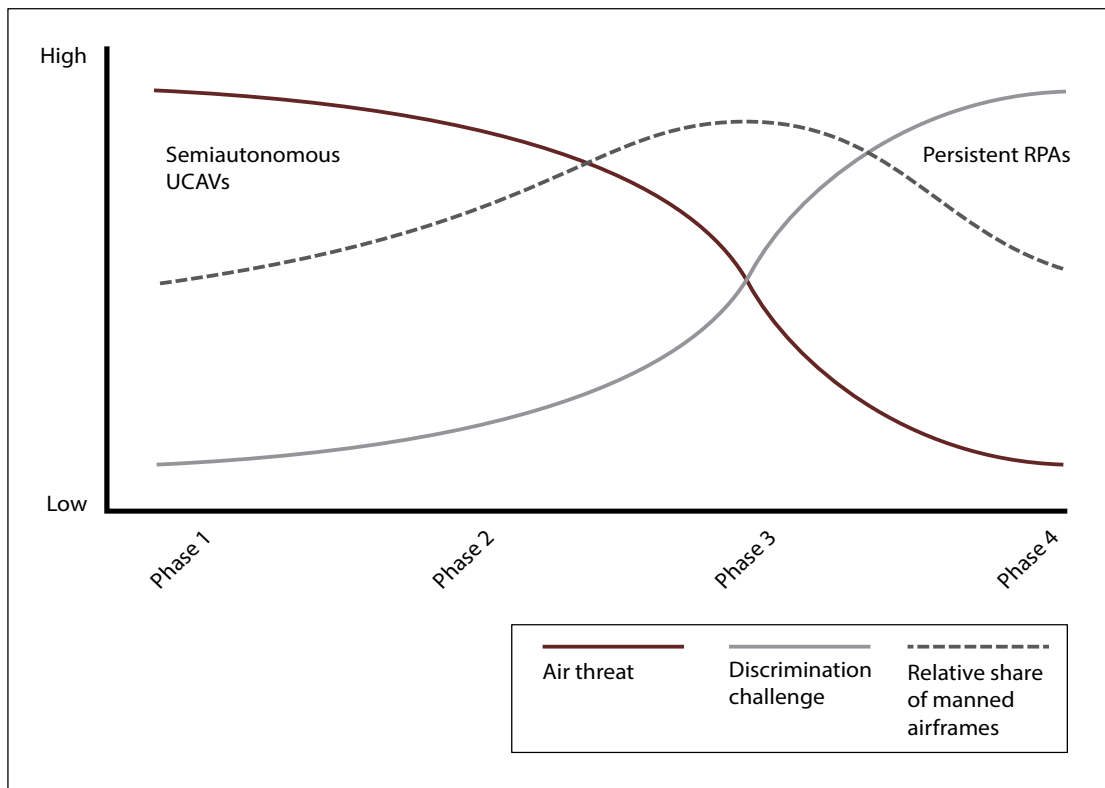 High
Semiautonomous
UCAVs
Persistent RPAs
Low
Phase 1
Phase 2
Phase 3
Phase 4
Air threat
Discrimination
challenge
Relative share
of manned
airframes